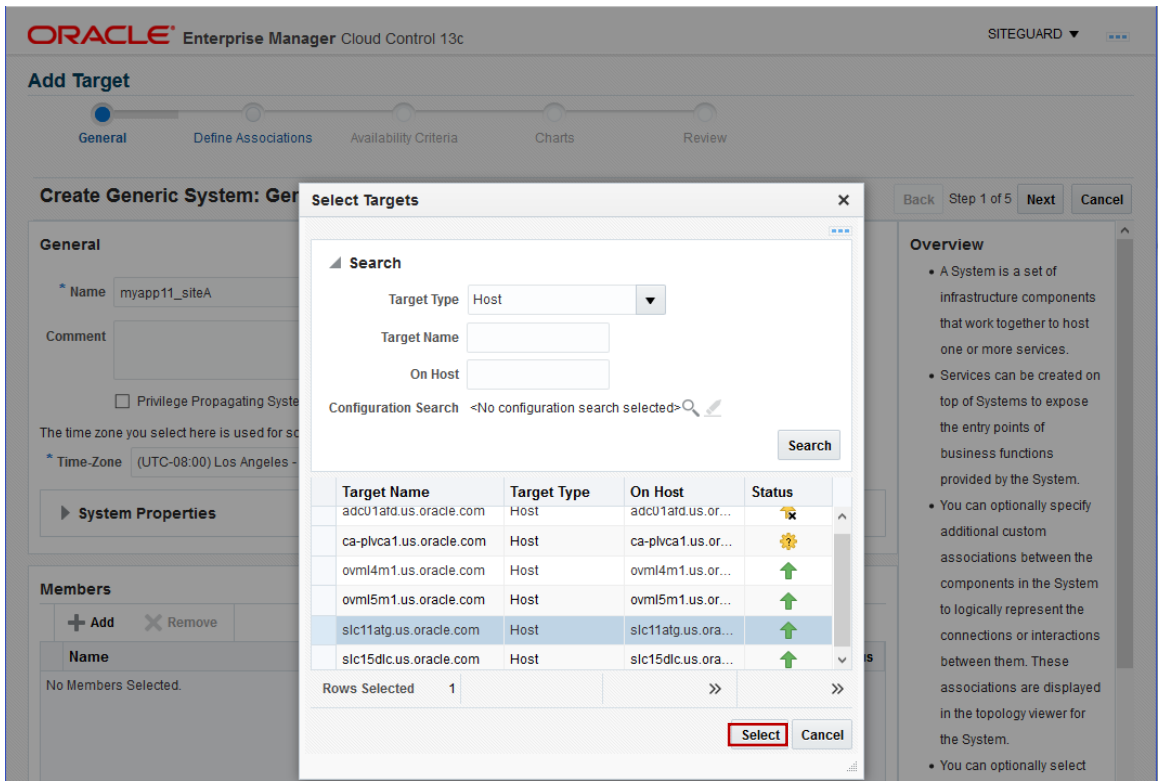 ORACLE® Enterprise Manager Cloud Control 13c
SITEGUARD ▼
Add Target
General
Define Associations
Availability Criteria
Charts
Review
Create Generic System: Ger
Back Step 1 of 5 Next Cancel
General
* Name myapp11_siteA
Comment
Privilege Propagating Syste
The time zone you select here is used for sc
* Time-Zone (UTC-08:00) Los Angeles -
System Properties
Members
Add Remove
Name
us
No Members Selected.
Select Targets
Search
Target Type Host
Target Name
On Host
Configuration Search <No configuration search selected>
Search
Target Name Target Type On Host Status
adc01afd.us.oracle.com Host adc01afd.us.or...
ca-plvca1.us.oracle.com Host ca-plvca1.us.or...
ovml4m1.us.oracle.com Host ovml4m1.us.or...
ovml5m1.us.oracle.com Host ovml5m1.us.or...
slc11atg.us.oracle.com Host slc11atg.us.ora...
slc15dlc.us.oracle.com Host slc15dlc.us.ora...
Rows Selected 1
Select Cancel
Overview
• A System is a set of
infrastructure components
that work together to host
one or more services.
• Services can be created on
top of Systems to expose
the entry points of
business functions
provided by the System.
• You can optionally specify
additional custom
associations between the
components in the System
to logically represent the
connections or interactions
between them. These
associations are displayed
in the topology viewer for
the System.
• You can optionally select